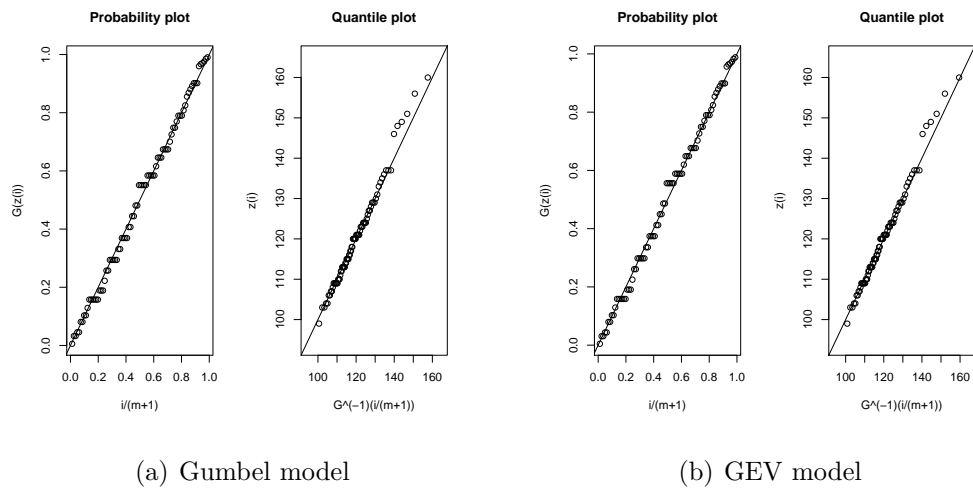 Probability plot
G(z(i))
0.0 0.2 0.4 0.6 0.8 1.0
0.0 0.2 0.4 0.6 0.8 1.0
i/(m+1)
Quantile plot
z(i)
100 110 120 130 140 150 160
100 120 140 160
G^(-1)(i/(m+1))
(a) Gumbel model
Probability plot
G(z(i))
0.0 0.2 0.4 0.6 0.8 1.0
0.0 0.2 0.4 0.6 0.8 1.0
i/(m+1)
Quantile plot
z(i)
100 110 120 130 140 150 160
100 120 140 160
G^(-1)(i/(m+1))
(b) GEV model